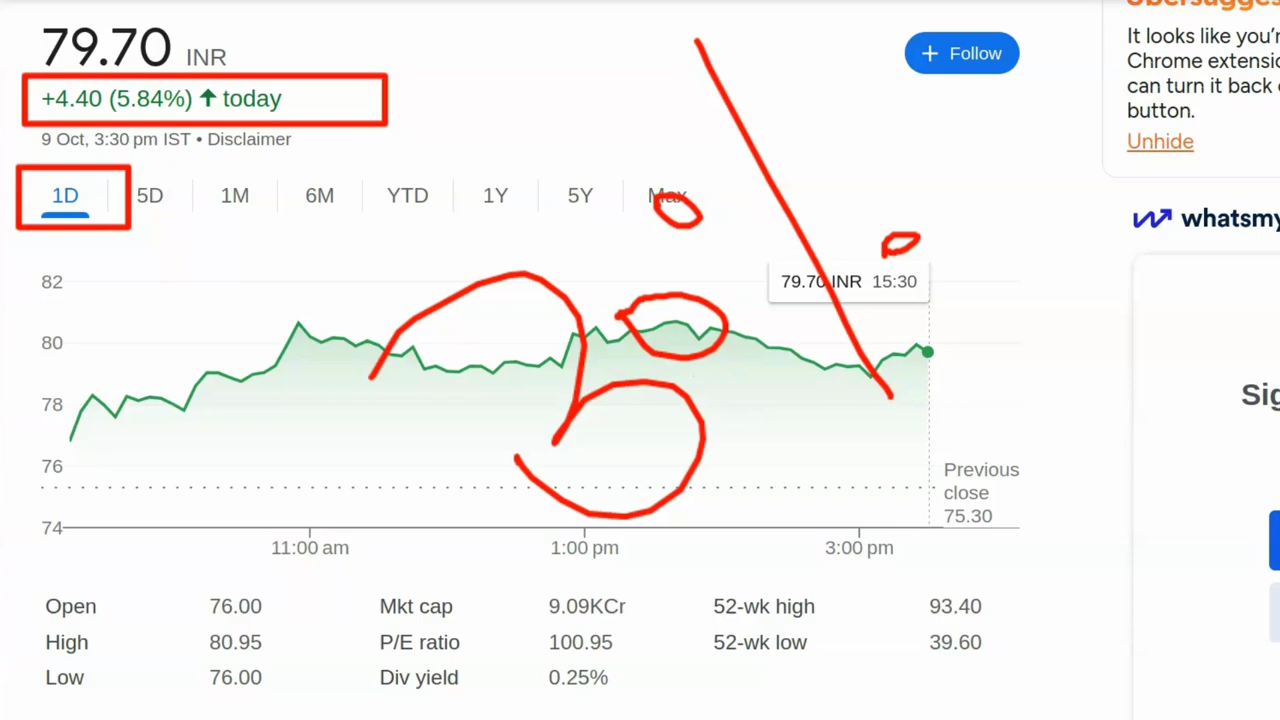 79.70 INR
+ Follow
+4.40 (5.84%) ↑ today
9 Oct, 3:30 pm IST • Disclaimer
1D 5D 1M 6M YTD 1Y 5Y Max
79.70 INR 15:30
82
80
78
76
74
Previous
close
75.30
11:00 am 1:00 pm 3:00 pm
Open 76.00 Mkt cap 9.09KCr 52-wk high 93.40
High 80.95 P/E ratio 100.95 52-wk low 39.60
Low 76.00 Div yield 0.25%
It looks like you'r
Chrome extensio
can turn it back
button.
Unhide
whatsmy
Sig